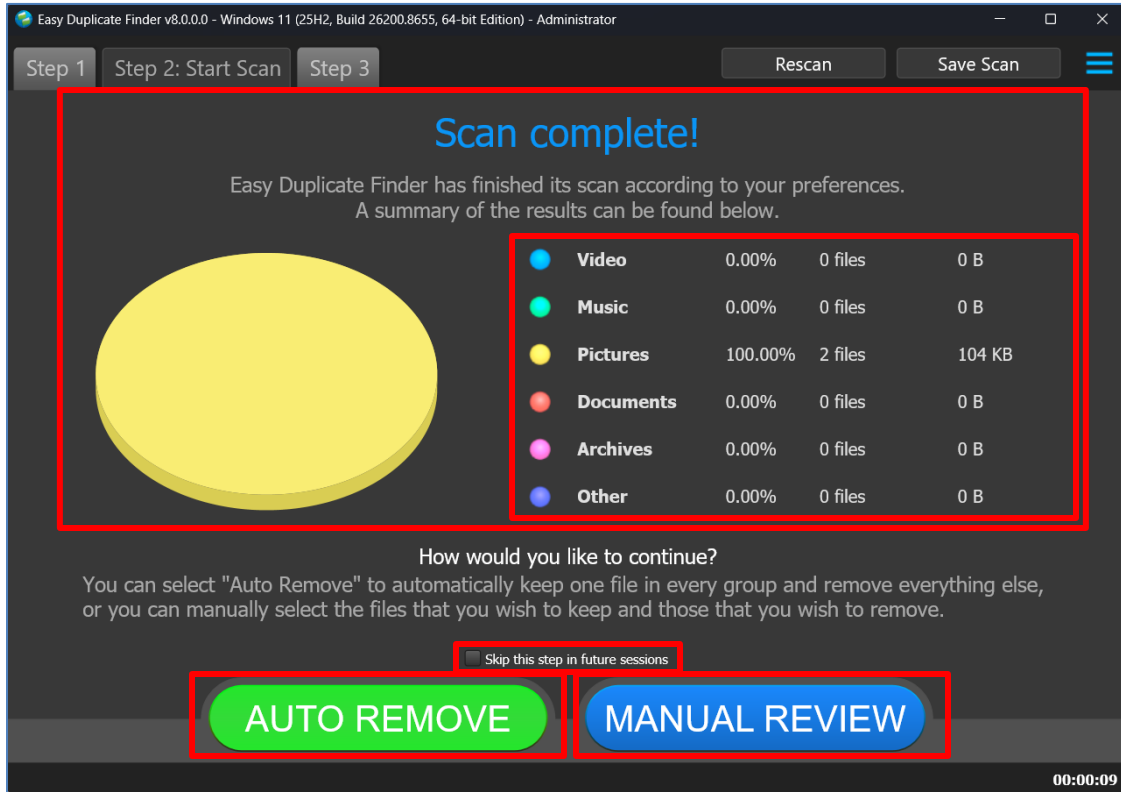 Easy Duplicate Finder v8.0.0.0 - Windows 11 (25H2, Build 26200.8655, 64-bit Edition) - Administrator
Step 1 Step 2: Start Scan Step 3 Rescan Save Scan
Scan complete!
Easy Duplicate Finder has finished its scan according to your preferences.
A summary of the results can be found below.
Video 0.00% 0 files 0 B
Music 0.00% 0 files 0 B
Pictures 100.00% 2 files 104 KB
Documents 0.00% 0 files 0 B
Archives 0.00% 0 files 0 B
Other 0.00% 0 files 0 B
How would you like to continue?
You can select "Auto Remove" to automatically keep one file in every group and remove everything else,
or you can manually select the files that you wish to keep and those that you wish to remove.
Skip this step in future sessions
AUTO REMOVE MANUAL REVIEW
00:00:09